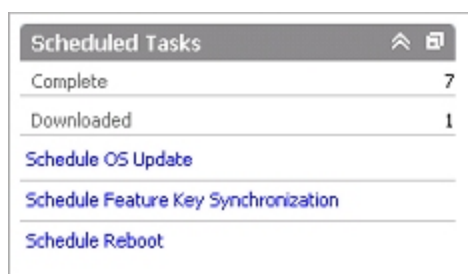 Scheduled Tasks
Complete 7
Downloaded 1
Schedule OS Update
Schedule Feature Key Synchronization
Schedule Reboot